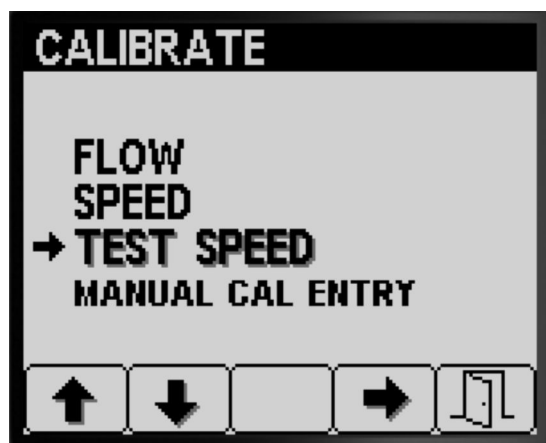 CALIBRATE
FLOW
SPEED
TEST SPEED
MANUAL CAL ENTRY